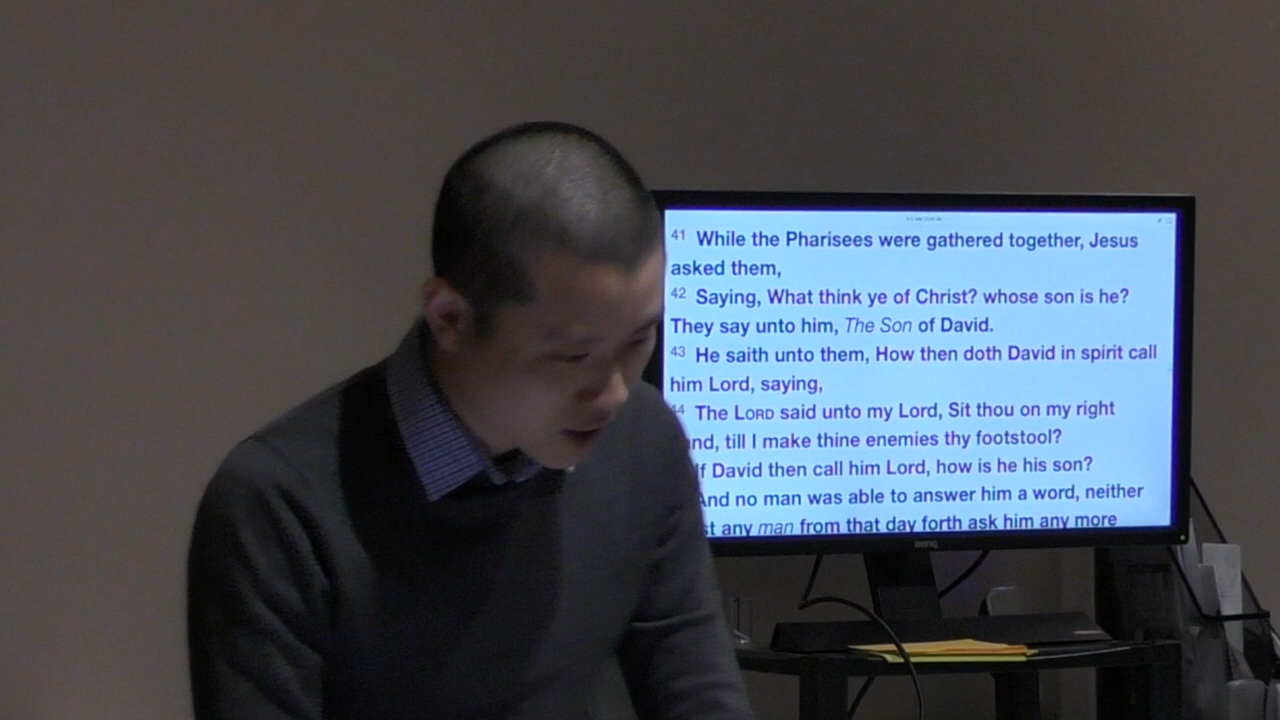 41 While the Pharisees were gathered together, Jesus
asked them,
42 Saying, What think ye of Christ? whose son is he?
They say unto him, The Son of David.
43 He saith unto them, How then doth David in spirit call
him Lord, saying,
44 The LORD said unto my Lord, Sit thou on my right
nd, till I make thine enemies thy footstool?
If David then call him Lord, how is he his son?
And no man was able to answer him a word, neither
st any man from that day forth ask him any more
BenQ